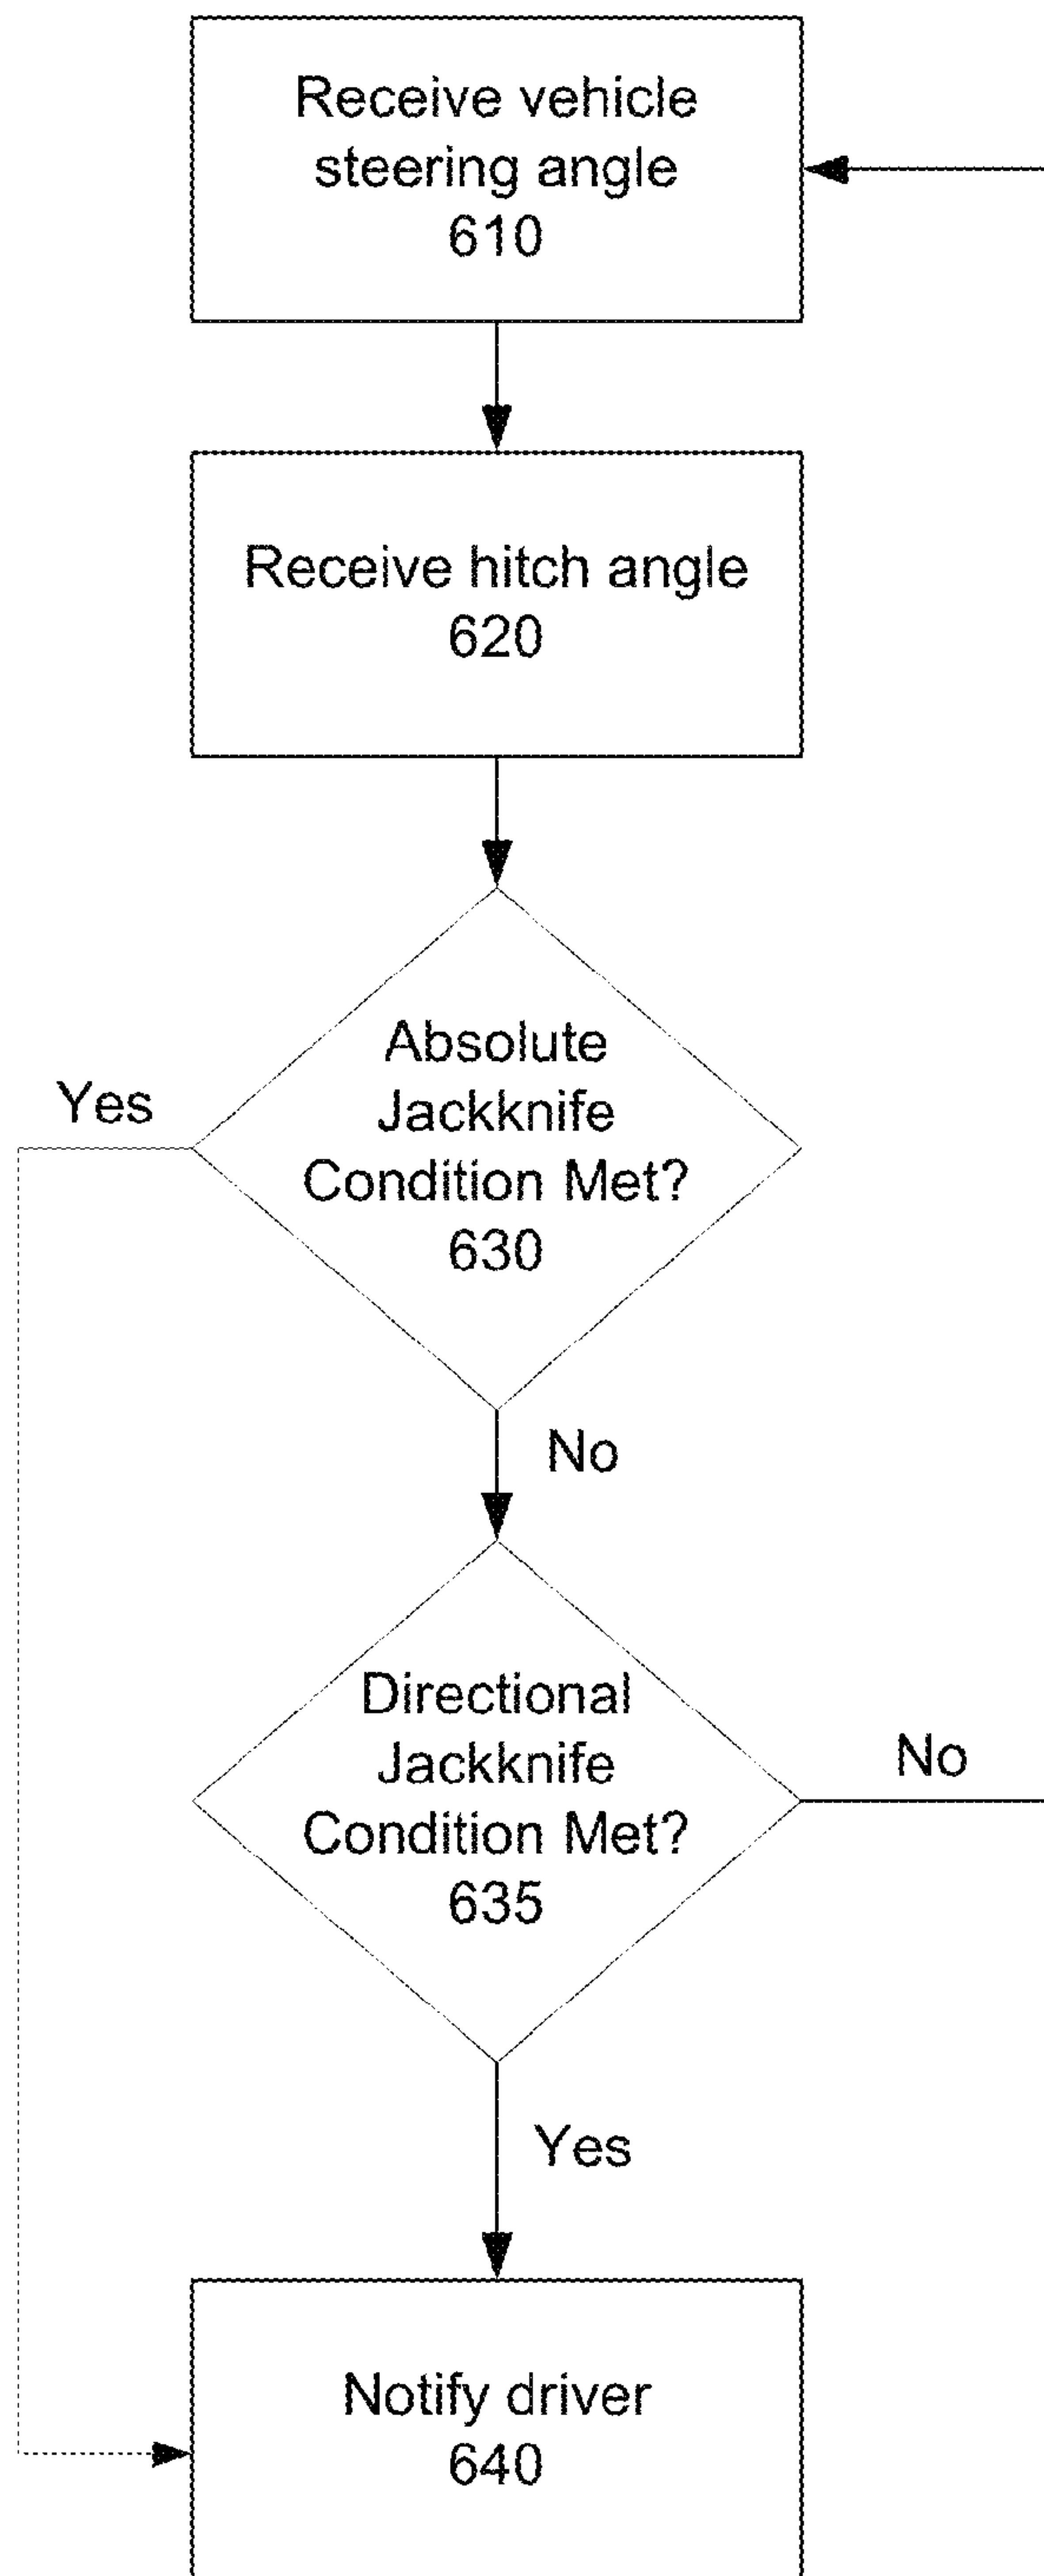 Receive vehicle
steering angle
610
Receive hitch angle
620
Absolute
Jackknife
Condition Met?
630
Yes
No
Directional
Jackknife
Condition Met?
635
No
Yes
Notify driver
640